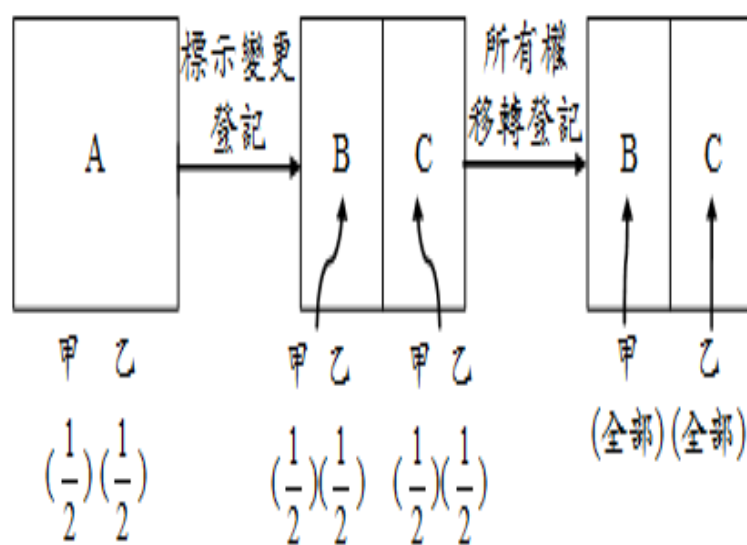 標示變更
登記
所有權
移轉登記
A
B
C
B
C
甲 乙
甲 乙
甲 乙
甲
乙
(全部)(全部)
(1/2)(1/2)
(1/2)(1/2)
(1/2)(1/2)